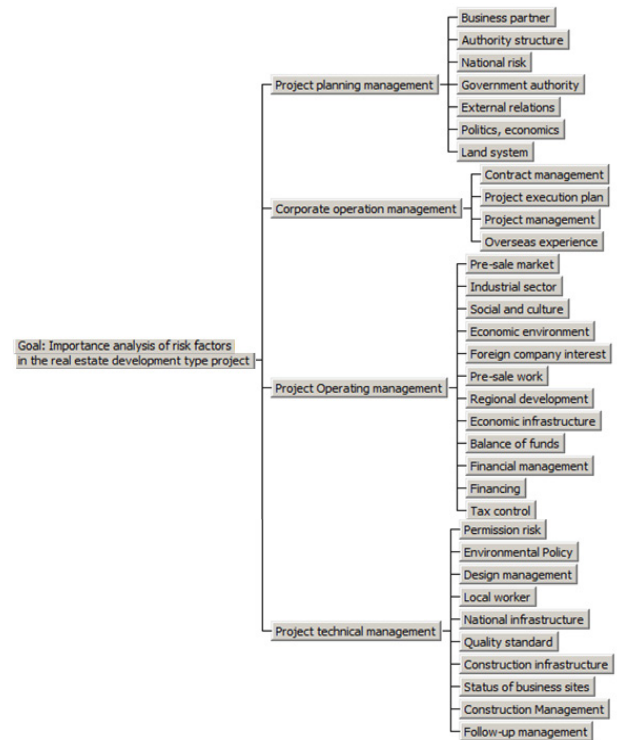 Goal: Importance analysis of risk factors
in the real estate development type project
Project planning management
Business partner
Authority structure
National risk
Government authority
External relations
Politics, economics
Land system
Corporate operation management
Contract management
Project execution plan
Project management
Overseas experience
Project Operating management
Pre-sale market
Industrial sector
Social and culture
Economic environment
Foreign company interest
Pre-sale work
Regional development
Economic infrastructure
Balance of funds
Financial management
Financing
Tax control
Project technical management
Permission risk
Environmental Policy
Design management
Local worker
National infrastructure
Quality standard
Construction infrastructure
Status of business sites
Construction Management
Follow-up management